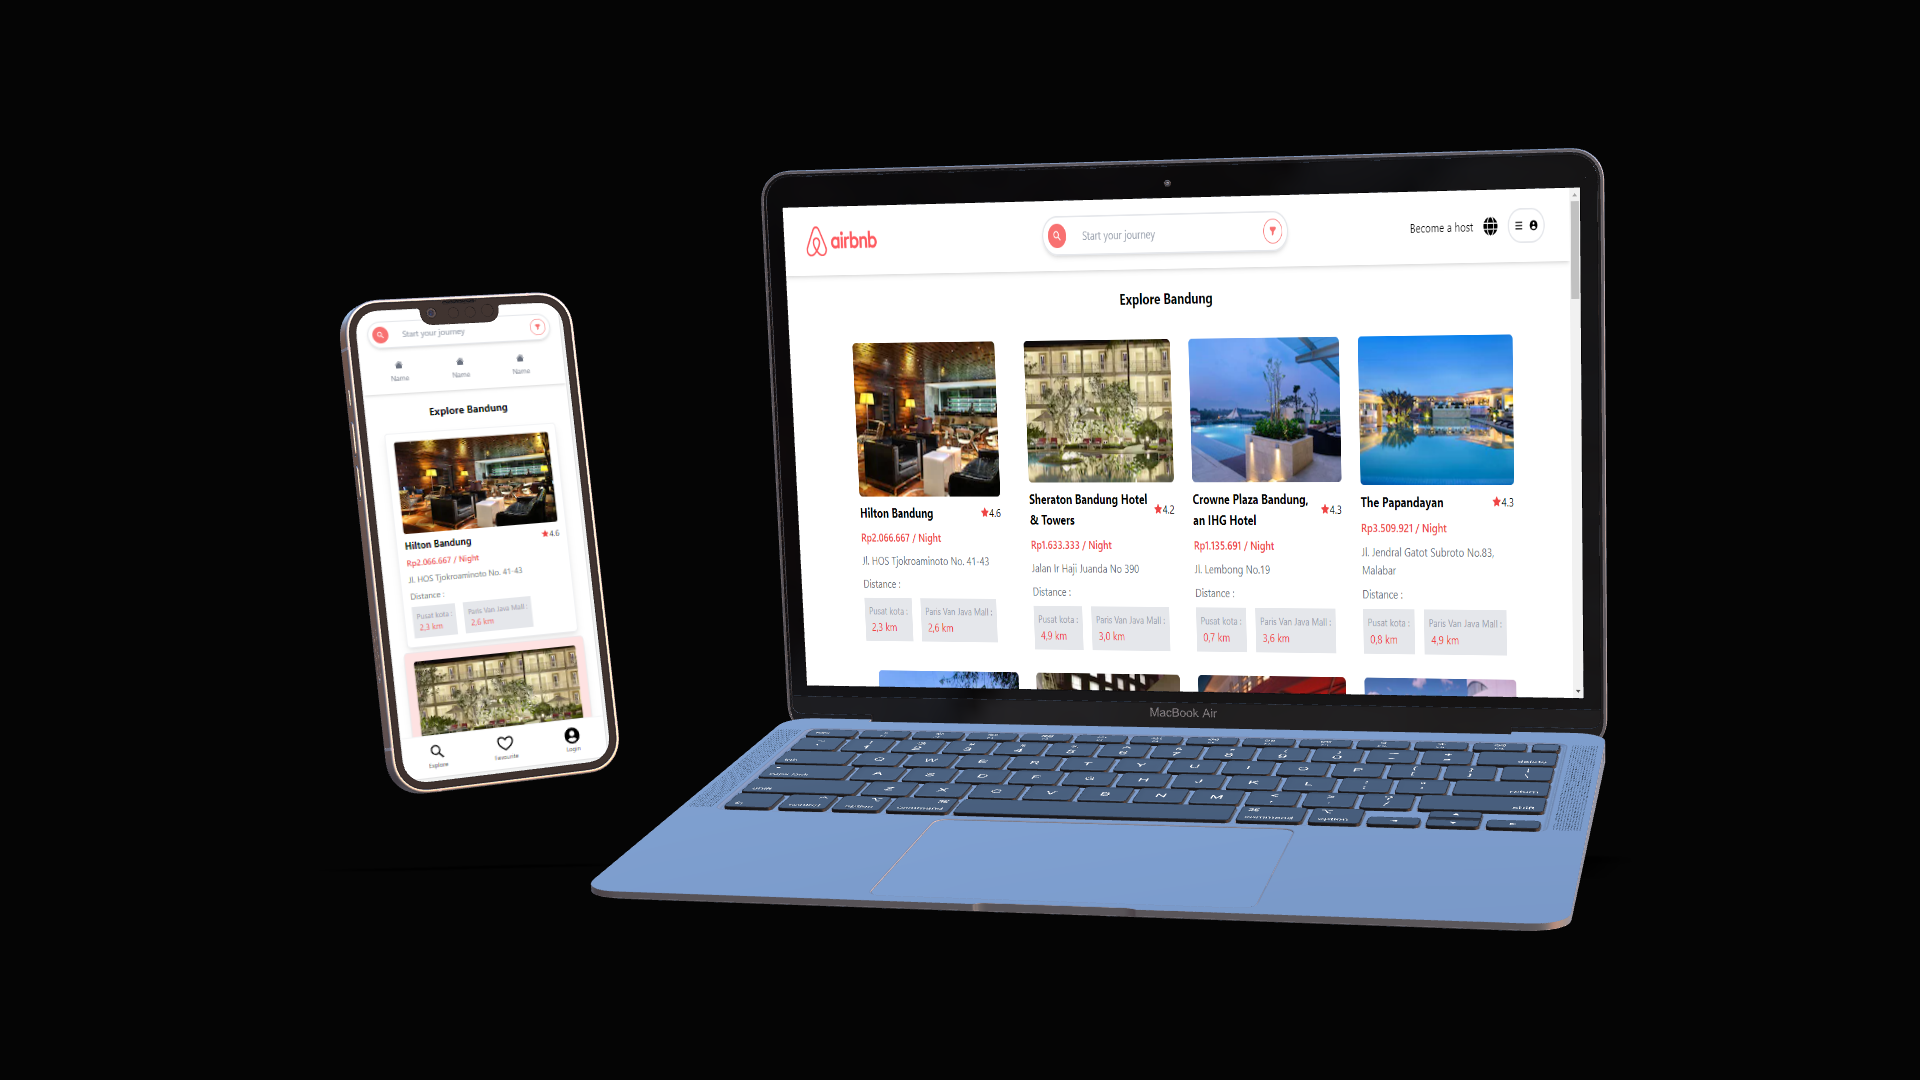 airbnb
Start your journey
Become a host
Explore Bandung
Hilton Bandung
4.6
Rp2.066.667 / Night
Jl. HOS Tjokroaminoto No. 41-43
Distance :
Pusat kota :
2,3 km
Paris Van Java Mall :
2,6 km
Sheraton Bandung Hotel
& Towers
4.2
Rp1.633.333 / Night
Jalan Ir Haji Juanda No 390
Distance :
Pusat kota :
4,9 km
Paris Van Java Mall :
3,0 km
Crowne Plaza Bandung,
an IHG Hotel
4.3
Rp1.135.691 / Night
Jl. Lembong No.19
Distance :
Pusat kota :
0,7 km
Paris Van Java Mall :
3,6 km
The Papandayan
4.3
Rp3.509.921 / Night
Jl. Jendral Gatot Subroto No.83,
Malabar
Distance :
Pusat kota :
0,8 km
Paris Van Java Mall :
4,9 km
MacBook Air
Start your journey
Name
Name
Name
Explore Bandung
Hilton Bandung
4.6
Rp2.066.667 / Night
Jl. HOS Tjokroaminoto No. 41-43
Distance :
Pusat kota :
2,3 km
Paris Van Java Mall :
2,6 km
Explore
Favourite
Login
Q W E R T Y U I O P
A S D F G H J K L
Z X C V B N M
delete
return
shift
command
option